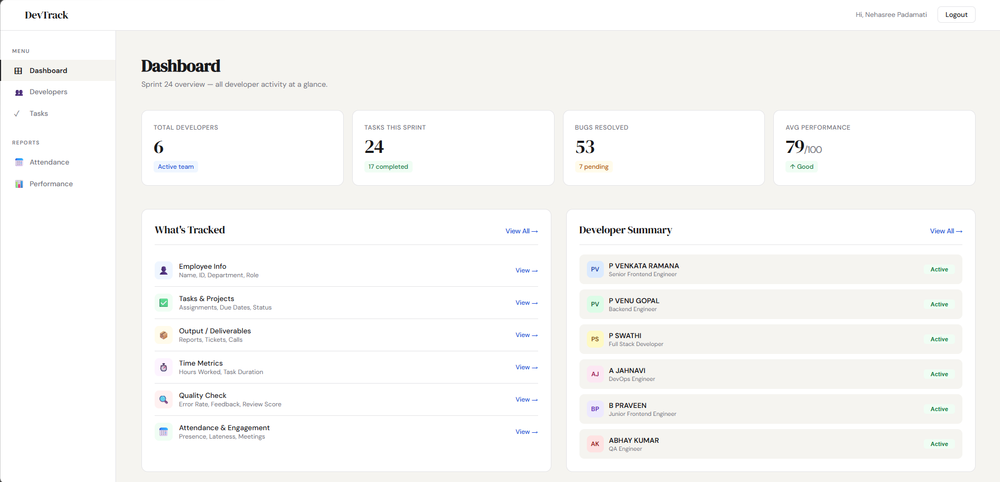 DevTrack
Hi, Nehasree Padamati
Logout
MENU
Dashboard
Developers
Tasks
REPORTS
Attendance
Performance
Dashboard
Sprint 24 overview — all developer activity at a glance.
TOTAL DEVELOPERS
6
Active team
TASKS THIS SPRINT
24
17 completed
BUGS RESOLVED
53
7 pending
AVG PERFORMANCE
79/100
↑ Good
What's Tracked
View All →
Employee Info
Name, ID, Department, Role
View →
Tasks & Projects
Assignments, Due Dates, Status
View →
Output / Deliverables
Reports, Tickets, Calls
View →
Time Metrics
Hours Worked, Task Duration
View →
Quality Check
Error Rate, Feedback, Review Score
View →
Attendance & Engagement
Presence, Lateness, Meetings
View →
Developer Summary
View All →
PV
P VENKATA RAMANA
Senior Frontend Engineer
Active
PV
P VENU GOPAL
Backend Engineer
Active
PS
P SWATHI
Full Stack Developer
Active
AJ
A JAHNAVI
DevOps Engineer
Active
BP
B PRAVEEN
Junior Frontend Engineer
Active
AK
ABHAY KUMAR
QA Engineer
Active